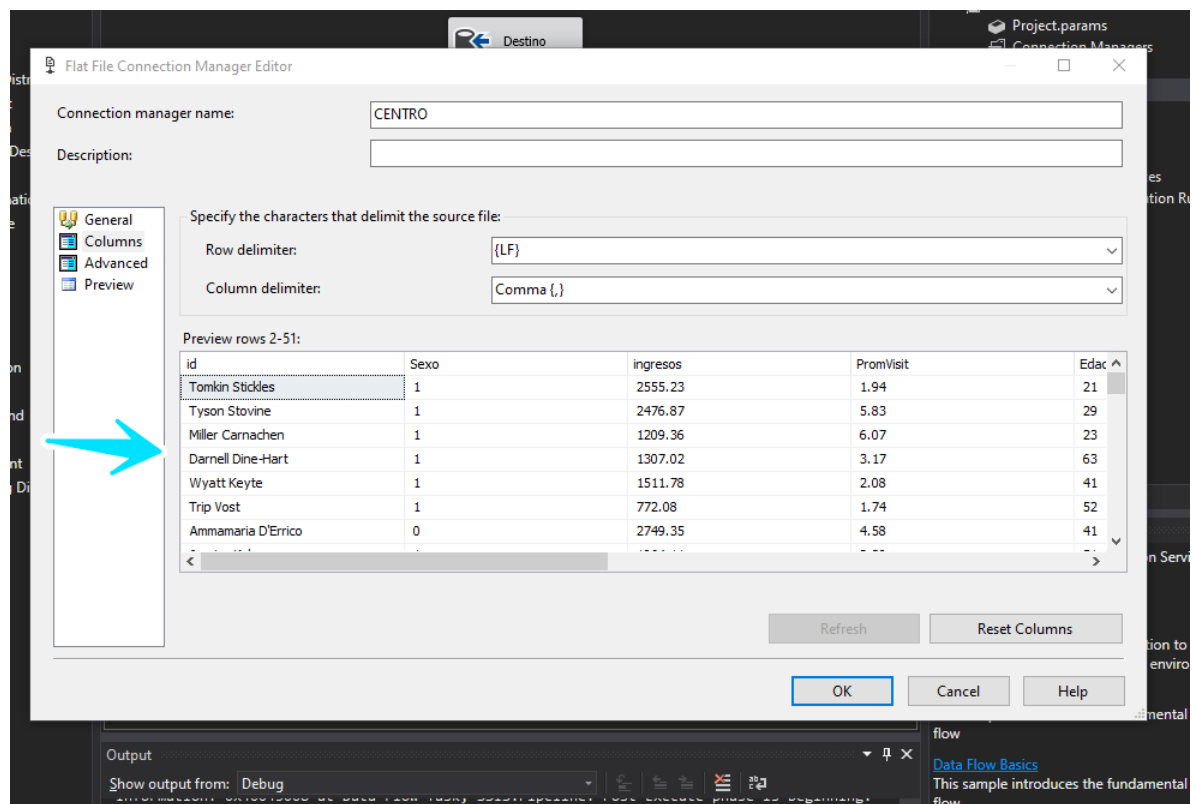 Project.params
Destino
Connection Managers
Flat File Connection Manager Editor
Connection manager name:
CENTRO
Description:
General
Columns
Advanced
Preview
Specify the characters that delimit the source file:
Row delimiter:
{LF}
Column delimiter:
Comma {,}
Preview rows 2-51:
id Sexo ingresos PromVisit Edac
Tomkin Stickles 1 2555.23 1.94 21
Tyson Stovine 1 2476.87 5.83 29
Miller Carnachen 1 1209.36 6.07 23
Darnell Dine-Hart 1 1307.02 3.17 63
Wyatt Keyte 1 1511.78 2.08 41
Trip Vost 1 772.08 1.74 52
Ammamaria D'Errico 0 2749.35 4.58 41
Refresh
Reset Columns
OK
Cancel
Help
Output
Show output from: Debug
mental
flow
Data Flow Basics
This sample introduces the fundamental
flow